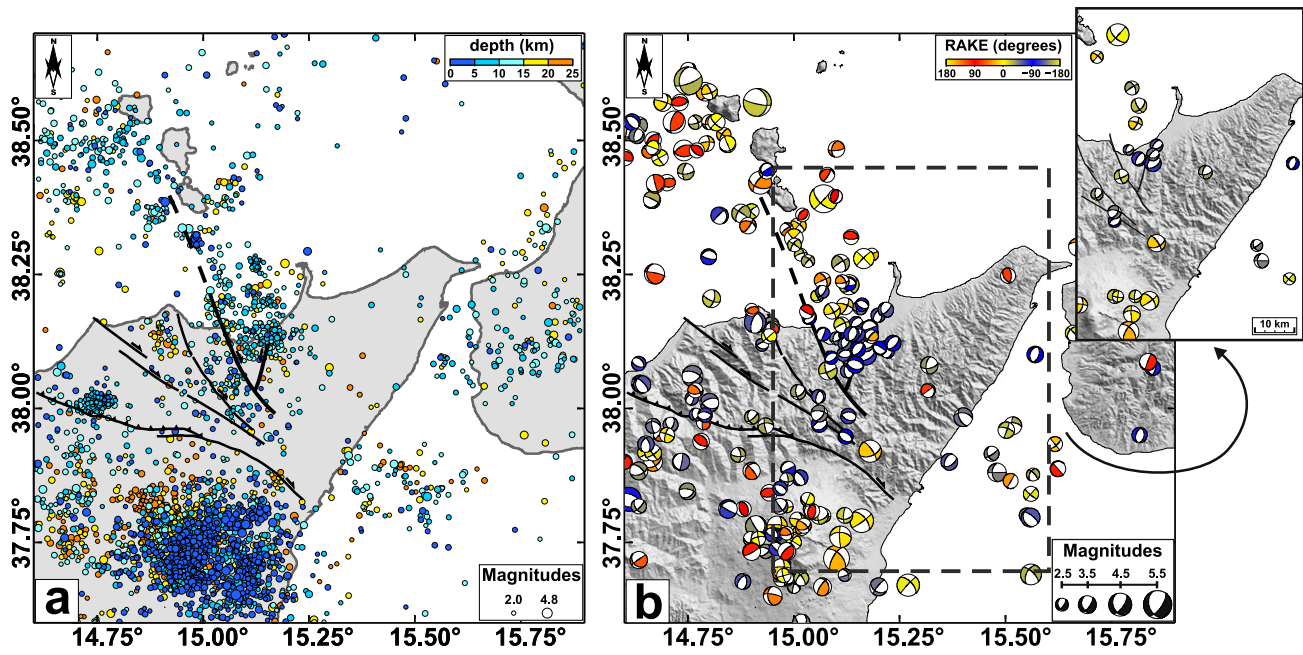 N
S
depth (km)
0 5 10 15 20 25
38.50°
38.25°
38.00°
37.75°
14.75° 15.00° 15.25° 15.50° 15.75°
Magnitudes
2.0 4.8
a
N
S
RAKE (degrees)
180 90 0 -90 -180
38.50°
38.25°
38.00°
37.75°
14.75° 15.00° 15.25° 15.50° 15.75°
Magnitudes
2.5 3.5 4.5 5.5
b
10 km